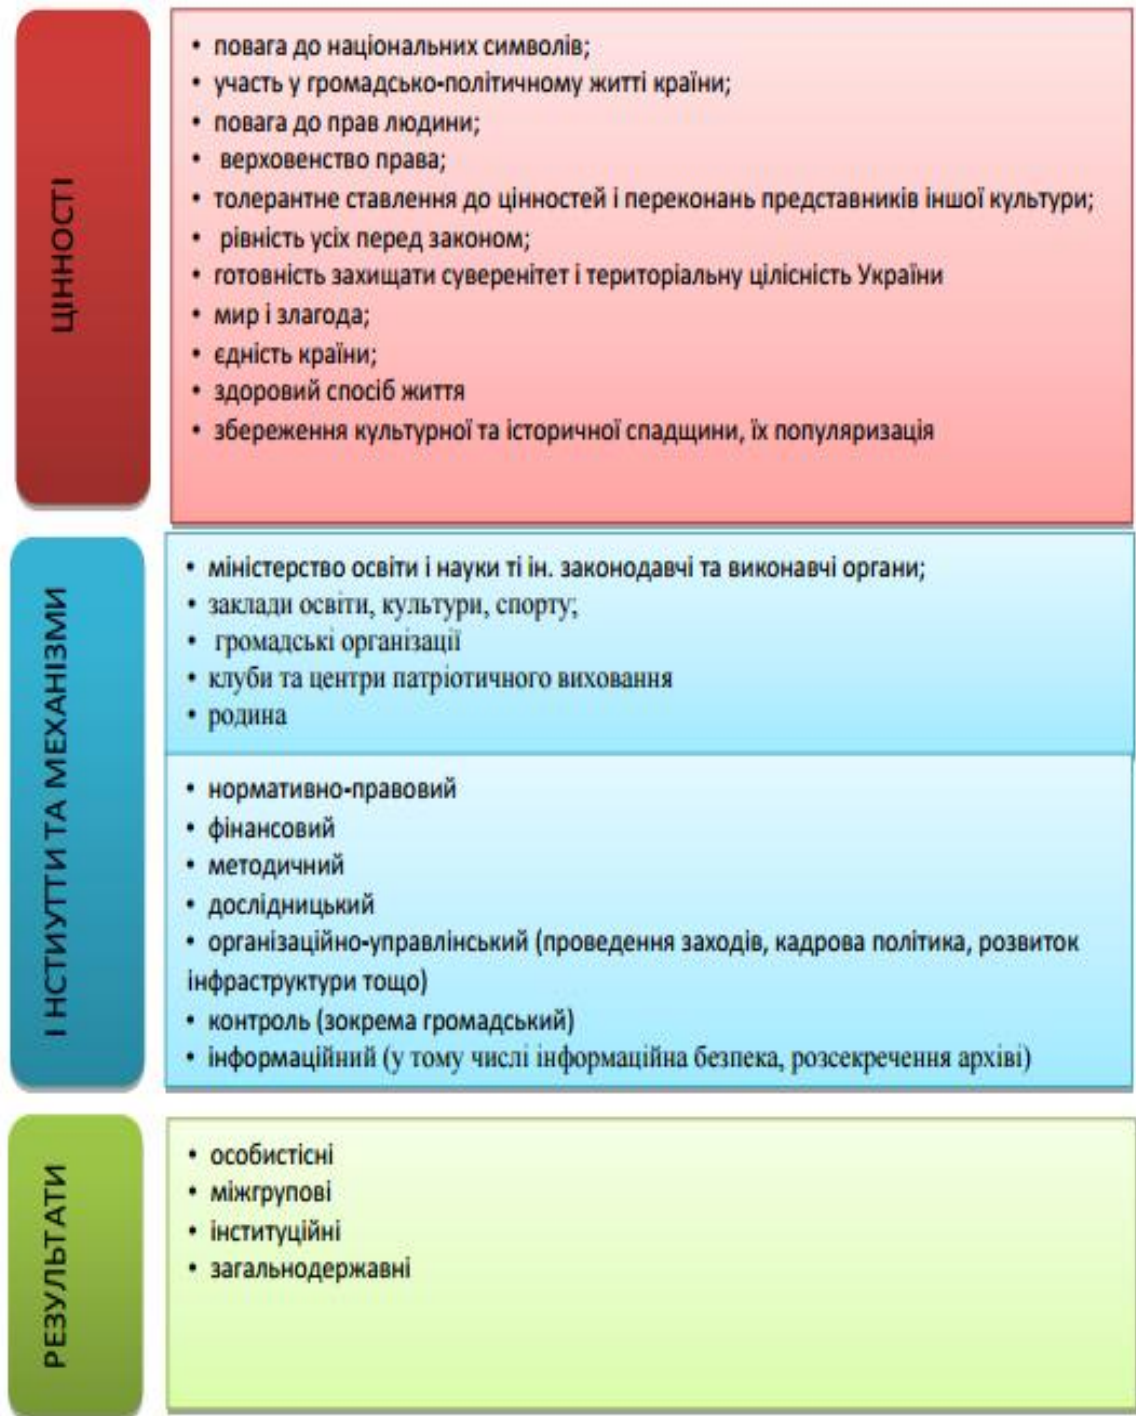 ЦІННОСТІ
• повага до національних символів;
• участь у громадсько-політичному житті країни;
• повага до прав людини;
• верховенство права;
• толерантне ставлення до цінностей і переконань представників іншої культури;
• рівність усіх перед законом;
• готовність захищати суверенітет і територіальну цілісність України
• мир і злагода;
• єдність країни;
• здоровий спосіб життя
• збереження культурної та історичної спадщини, їх популяризація
І НСТИУТТИ ТА МЕХАНІЗМИ
• міністерство освіти і науки ті ін. законодавчі та виконавчі органи;
• заклади освіти, культури, спорту;
• громадські організації
• клуби та центри патріотичного виховання
• родина
• нормативно-правовий
• фінансовий
• методичний
• дослідницький
• організаційно-управлінський (проведення заходів, кадрова політика, розвиток
інфраструктури тощо)
• контроль (зокрема громадський)
• інформаційний (у тому числі інформаційна безпека, розсекречення архіві)
РЕЗУЛЬТАТИ
• особистісні
• міжгрупові
• інституційні
• загальнодержавні